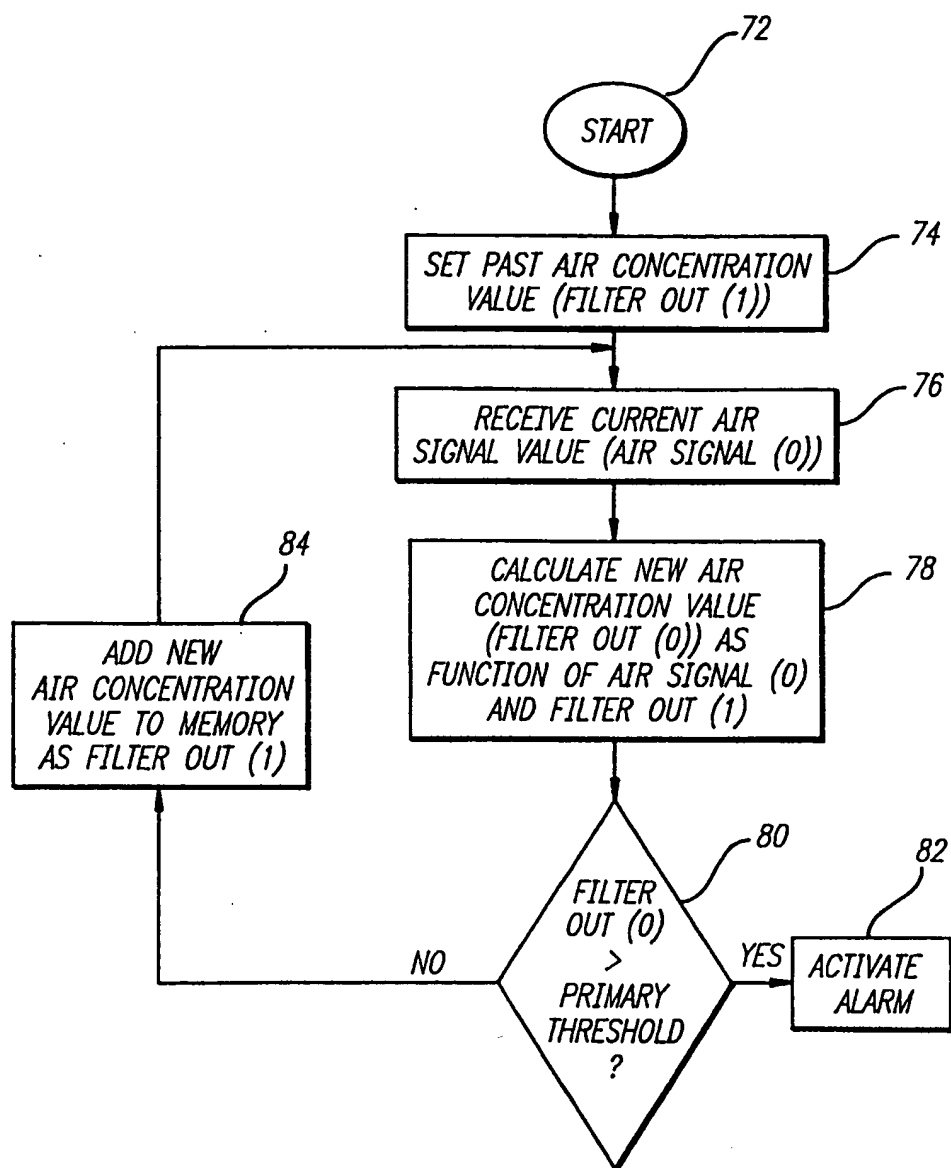 72
START
74
SET PAST AIR CONCENTRATION
VALUE (FILTER OUT (1))
76
RECEIVE CURRENT AIR
SIGNAL VALUE (AIR SIGNAL (0))
78
CALCULATE NEW AIR
CONCENTRATION VALUE
(FILTER OUT (0)) AS
FUNCTION OF AIR SIGNAL (0)
AND FILTER OUT (1)
84
ADD NEW
AIR CONCENTRATION
VALUE TO MEMORY
AS FILTER OUT (1)
80
FILTER
OUT (0)
>
PRIMARY
THRESHOLD
?
NO
YES
82
ACTIVATE
ALARM